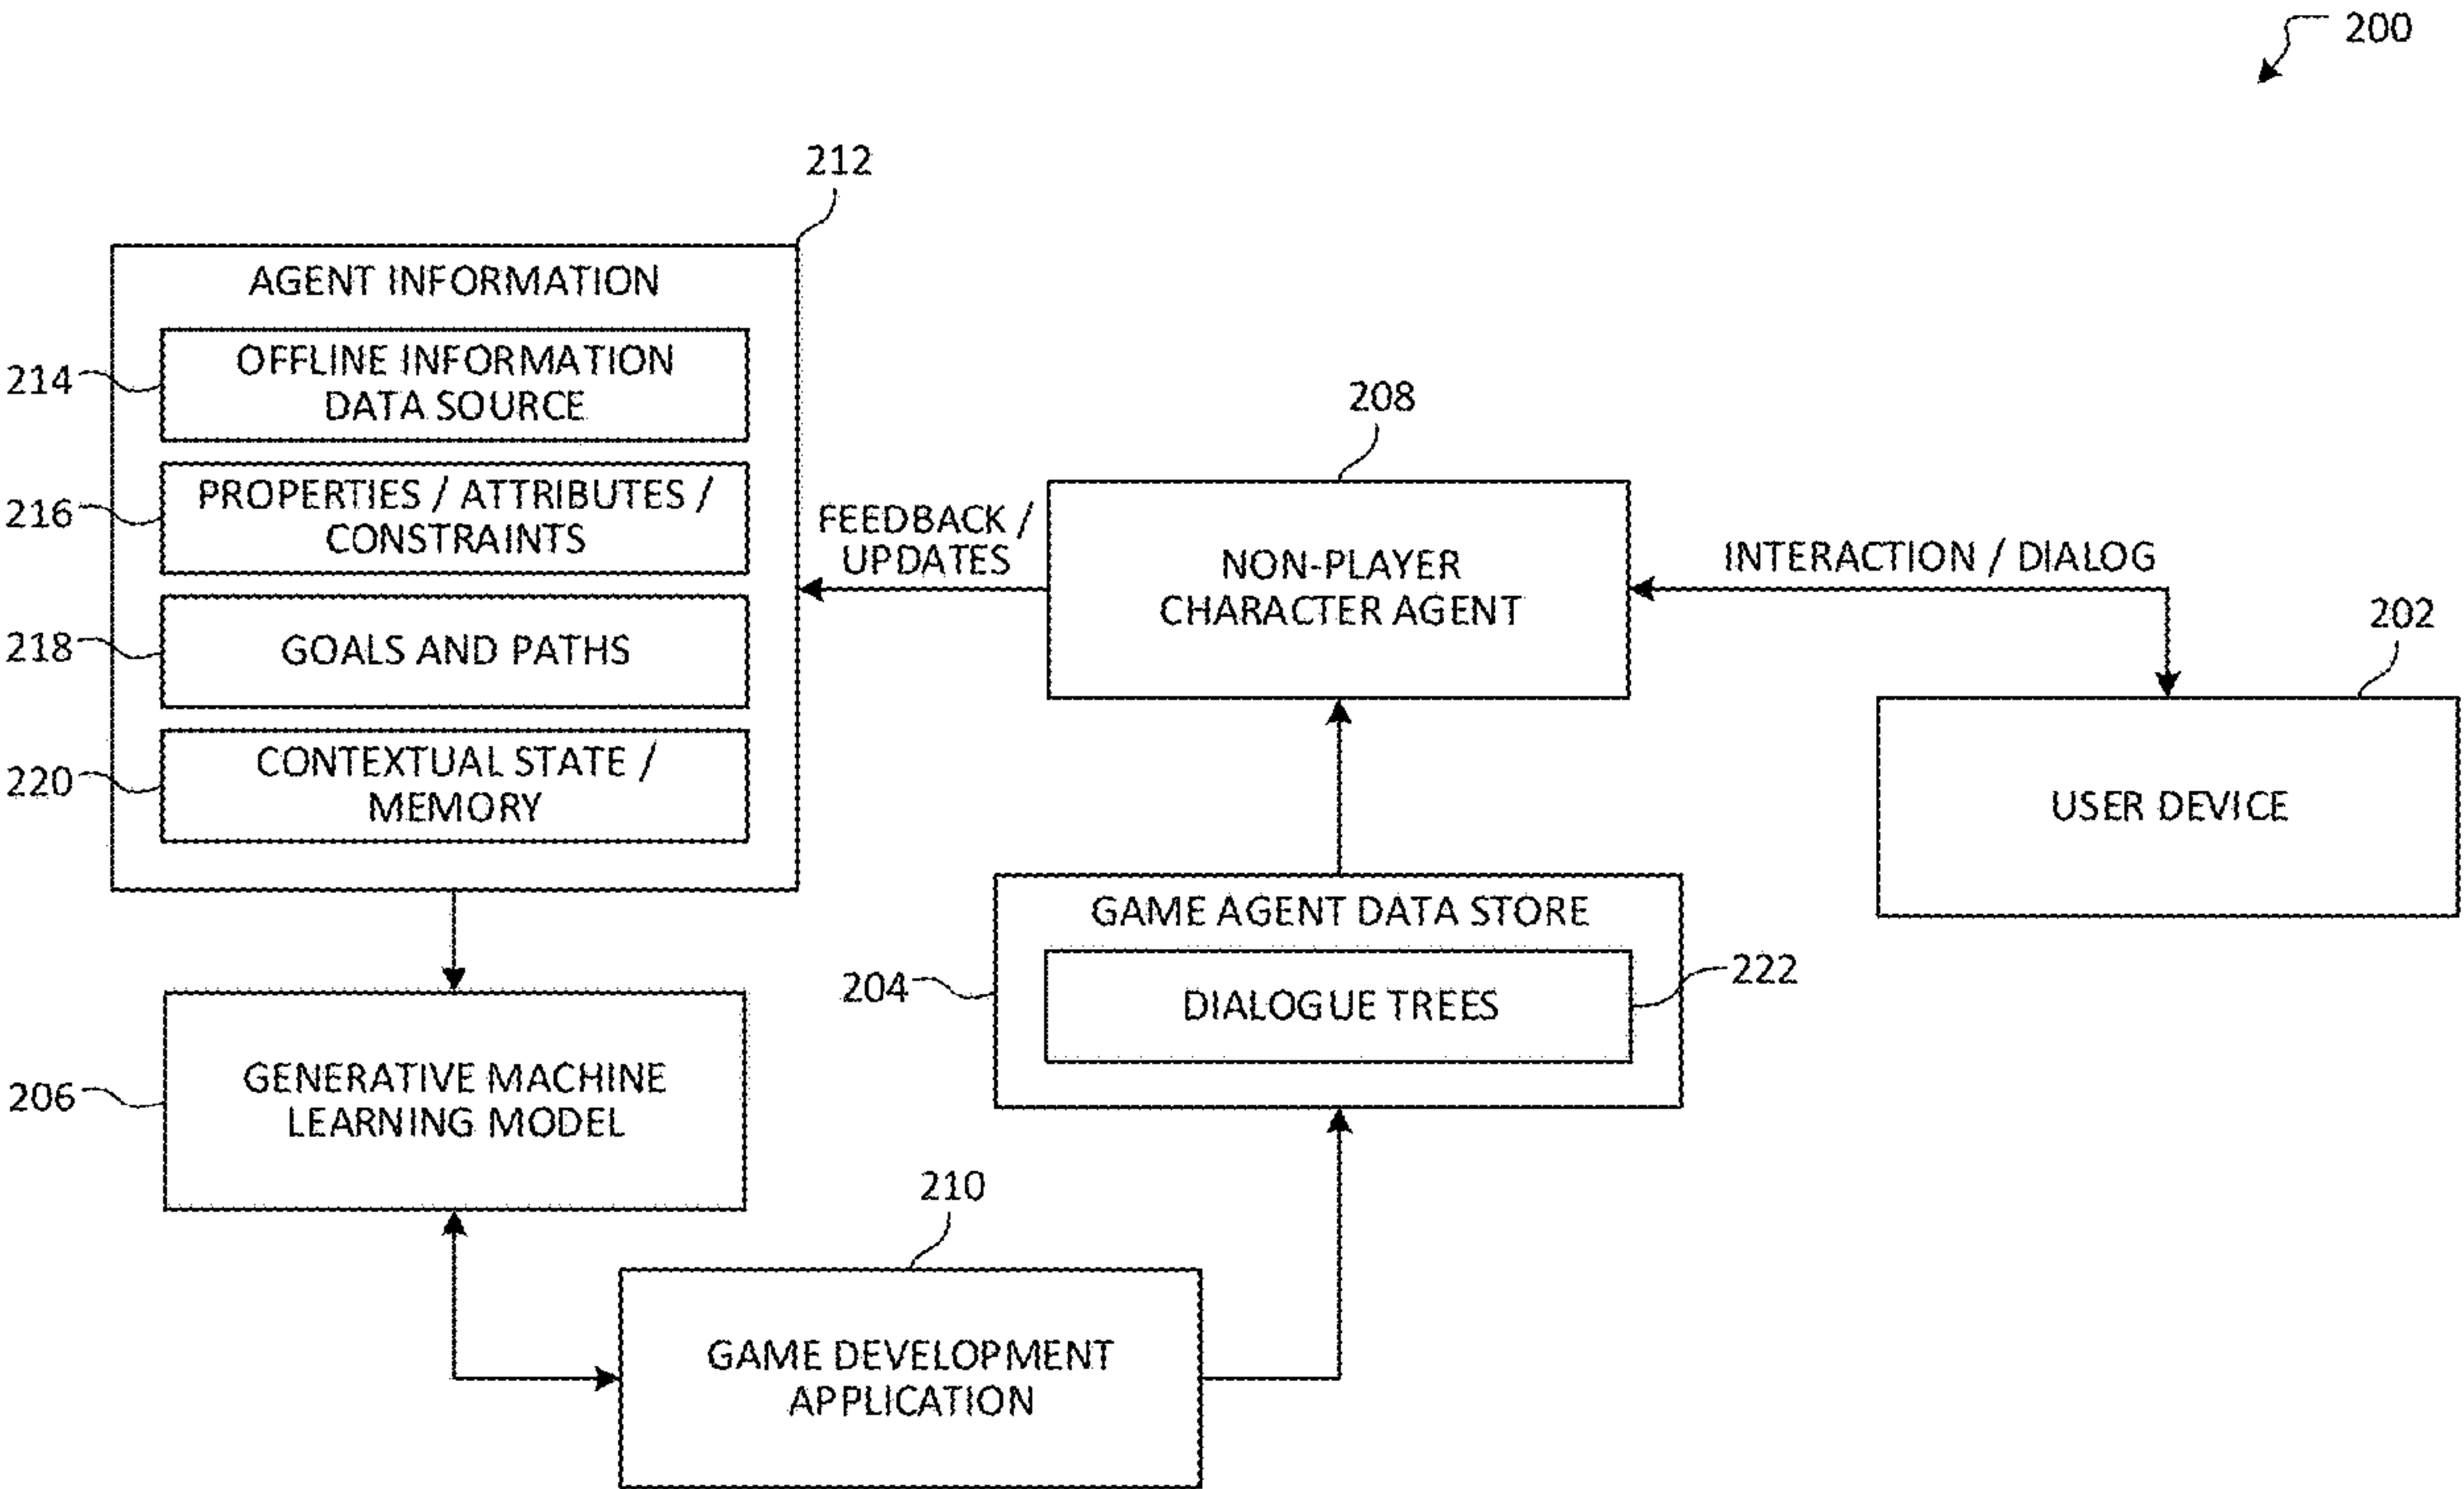 200
212
AGENT INFORMATION
214
OFFLINE INFORMATION
DATA SOURCE
216
PROPERTIES / ATTRIBUTES /
CONSTRAINTS
218
GOALS AND PATHS
220
CONTEXTUAL STATE /
MEMORY
FEEDBACK /
UPDATES
208
NON-PLAYER
CHARACTER AGENT
INTERACTION / DIALOG
202
USER DEVICE
204
GAME AGENT DATA STORE
DIALOGUE TREES
222
206
GENERATIVE MACHINE
LEARNING MODEL
210
GAME DEVELOPMENT
APPLICATION